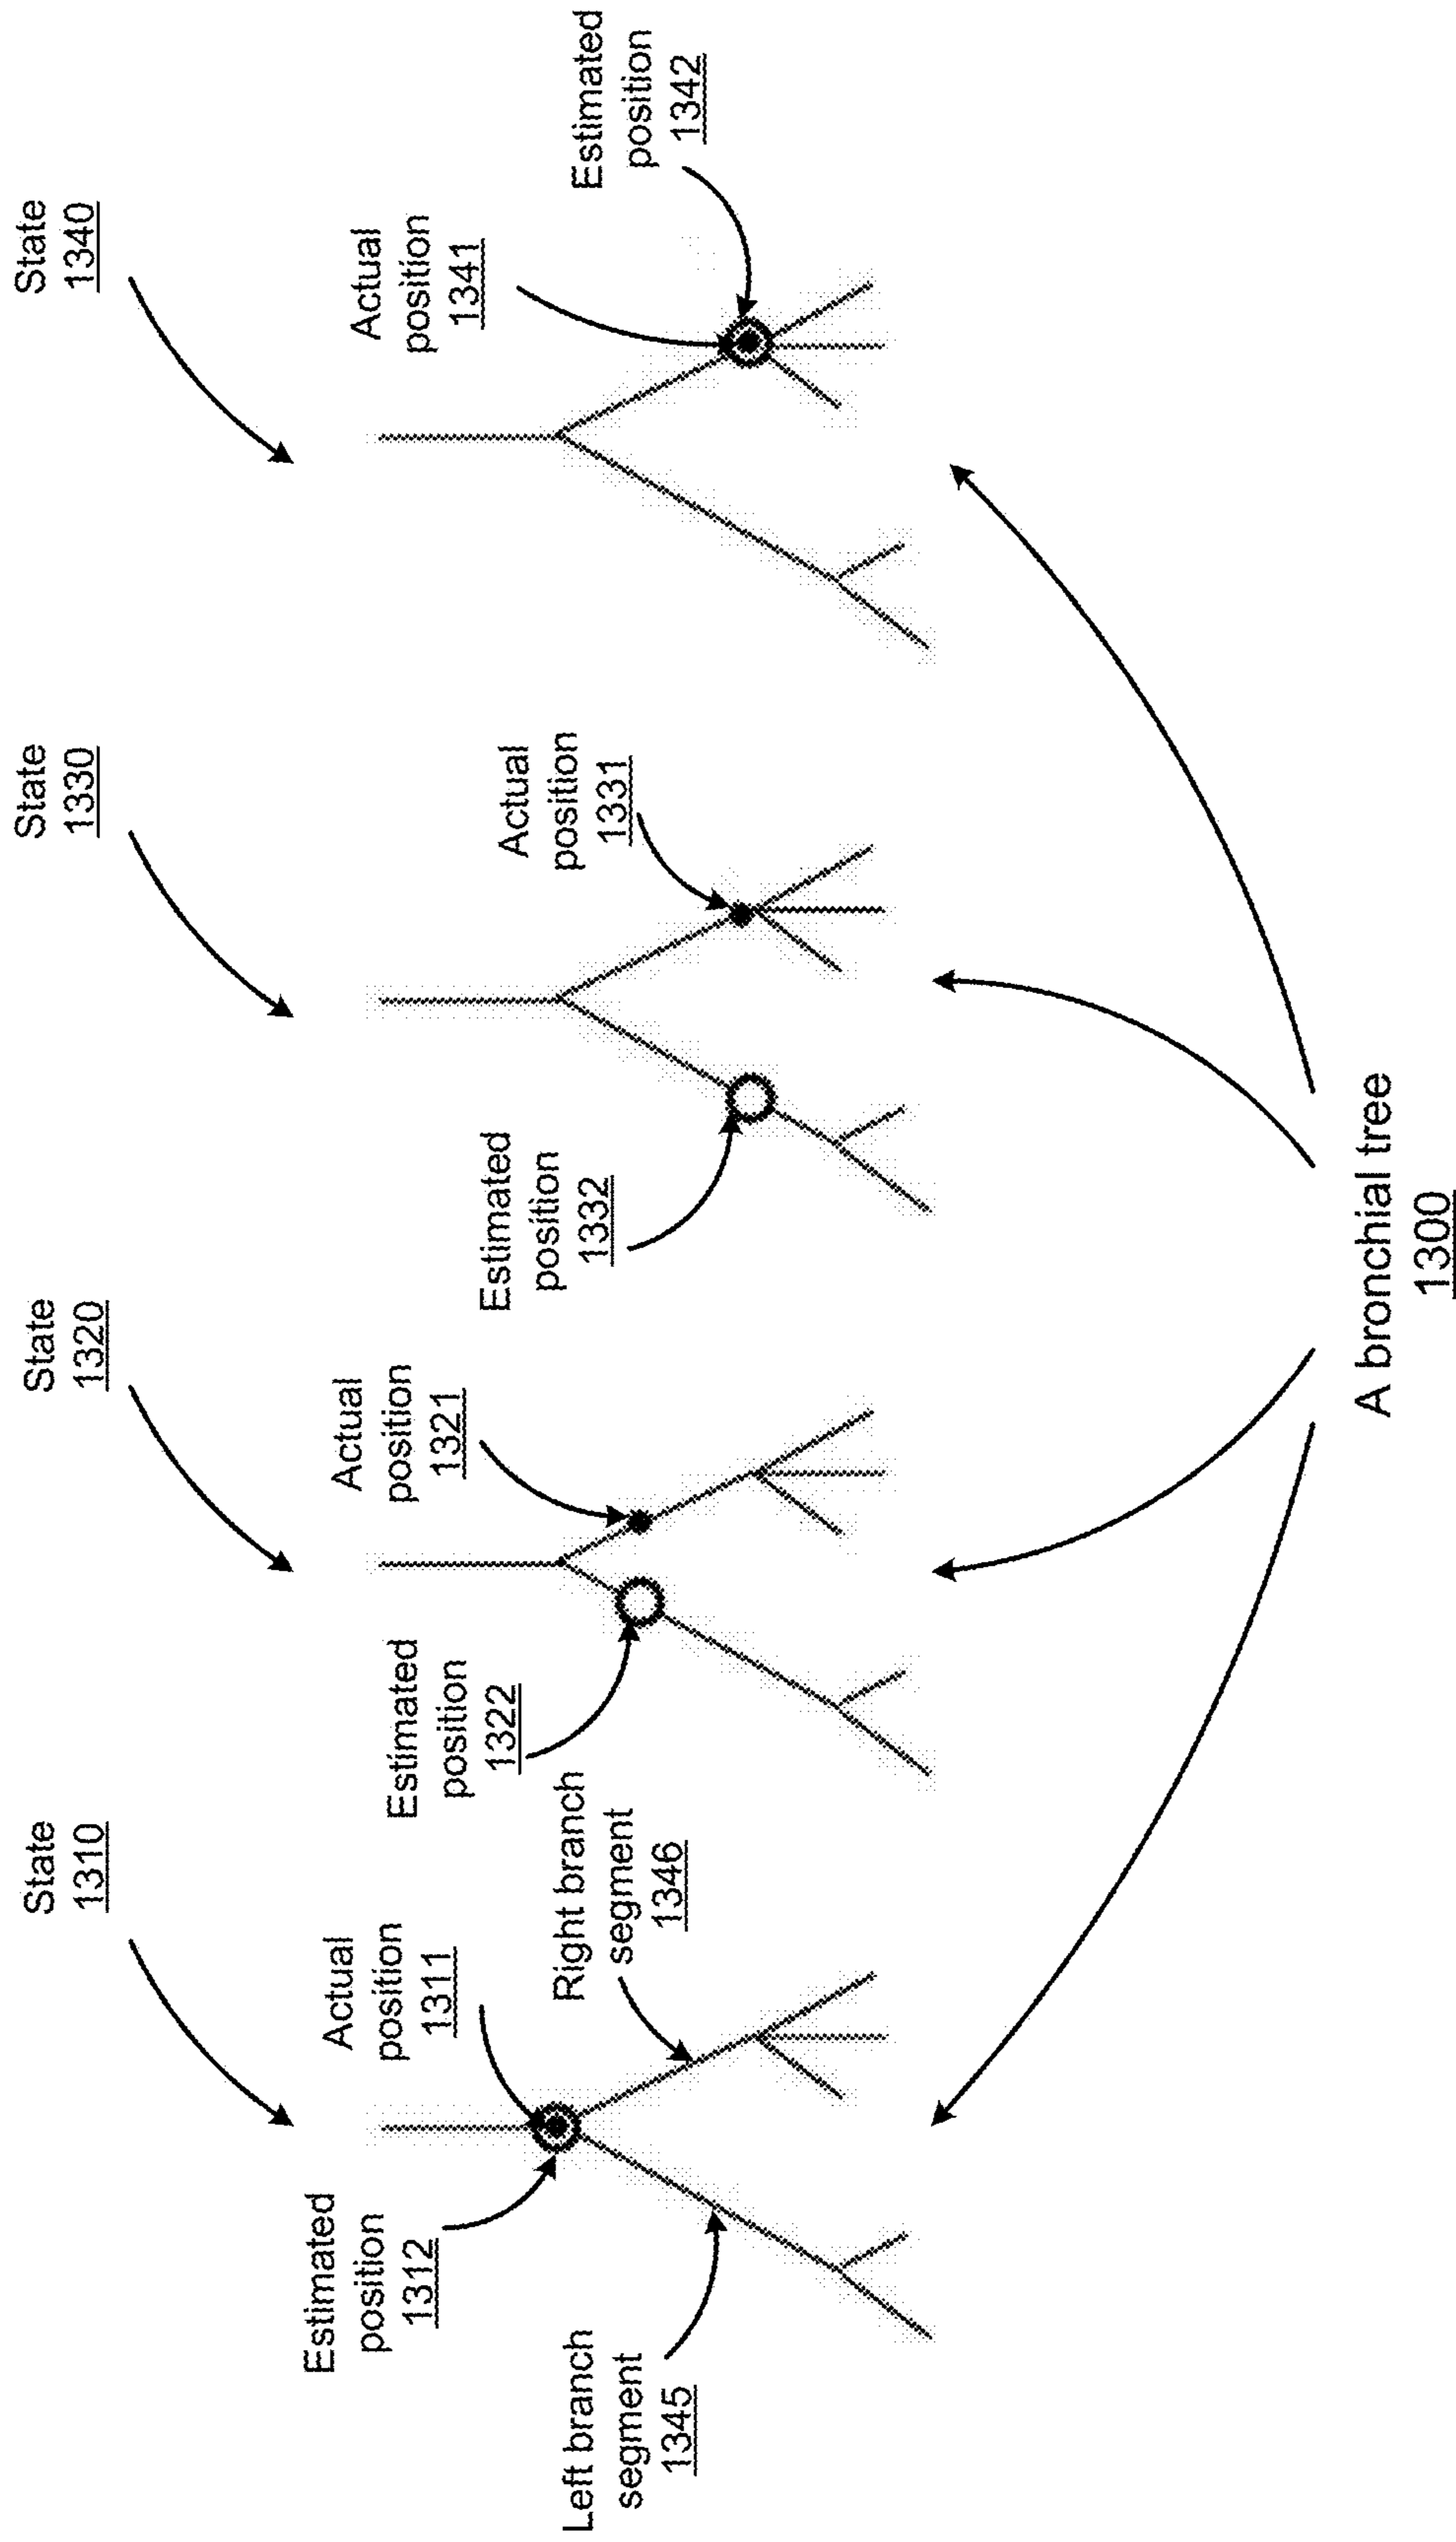 State
1310
State
1320
State
1330
State
1340
Estimated
position
1312
Actual
position
1311
Left branch
segment
1345
Right branch
segment
1346
Estimated
position
1322
Actual
position
1321
Estimated
position
1332
Actual
position
1331
Actual
position
1341
Estimated
position
1342
A bronchial tree
1300